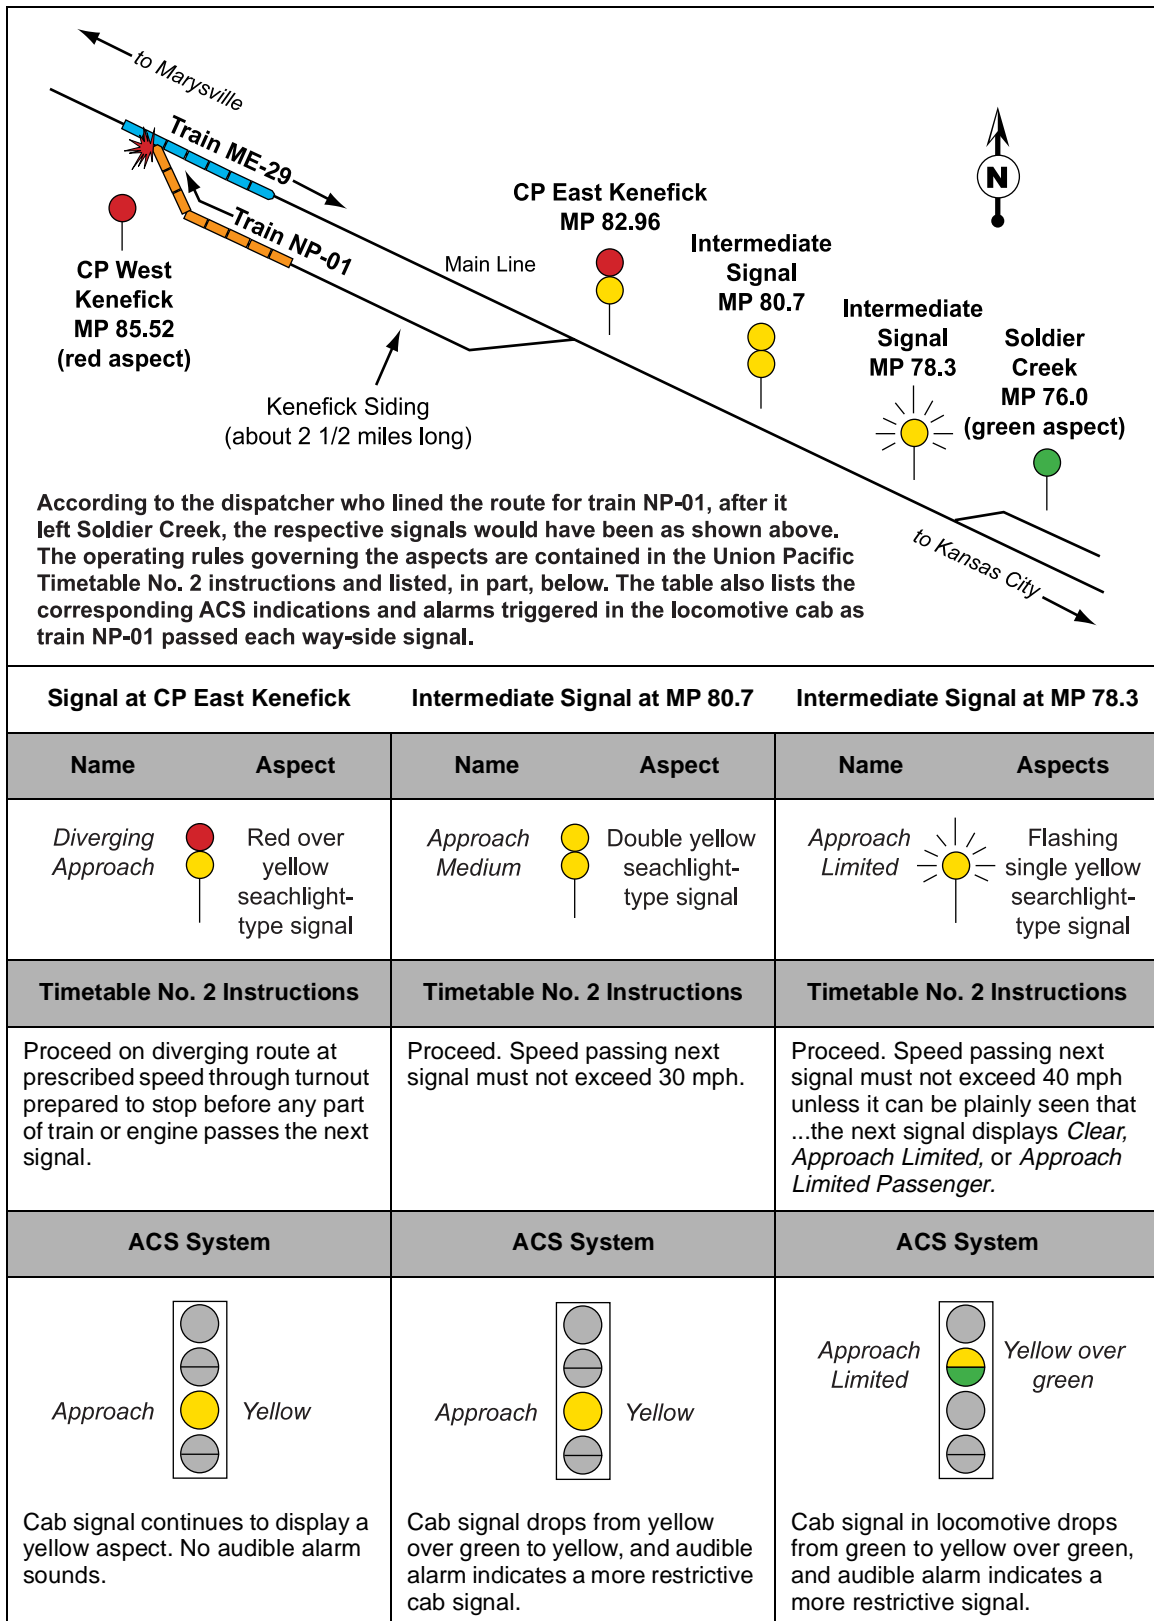 to Marysville
Train ME-29
Train NP-01
CP West
Kenefick
MP 85.52
(red aspect)
Main Line
CP East Kenefick
MP 82.96
Intermediate
Signal
MP 80.7
Intermediate
Signal
MP 78.3
Soldier
Creek
MP 76.0
(green aspect)
N
Kenefick Siding
(about 2 1/2 miles long)
to Kansas City
According to the dispatcher who lined the route for train NP-01, after it
left Soldier Creek, the respective signals would have been as shown above.
The operating rules governing the aspects are contained in the Union Pacific
Timetable No. 2 instructions and listed, in part, below. The table also lists the
corresponding ACS indications and alarms triggered in the locomotive cab as
train NP-01 passed each way-side signal.
Signal at CP East Kenefick
Intermediate Signal at MP 80.7
Intermediate Signal at MP 78.3
Name Aspect
Name Aspect
Name Aspects
Diverging
Approach
Red over
yellow
seachlight-
type signal
Approach
Medium
Double yellow
seachlight-
type signal
Approach
Limited
Flashing
single yellow
searchlight-
type signal
Timetable No. 2 Instructions
Timetable No. 2 Instructions
Timetable No. 2 Instructions
Proceed on diverging route at
prescribed speed through turnout
prepared to stop before any part
of train or engine passes the next
signal.
Proceed. Speed passing next
signal must not exceed 30 mph.
Proceed. Speed passing next
signal must not exceed 40 mph
unless it can be plainly seen that
...the next signal displays Clear,
Approach Limited, or Approach
Limited Passenger.
ACS System
ACS System
ACS System
Approach Yellow
Approach Yellow
Approach
Limited
Yellow over
green
Cab signal continues to display a
yellow aspect. No audible alarm
sounds.
Cab signal drops from yellow
over green to yellow, and audible
alarm indicates a more restrictive
cab signal.
Cab signal in locomotive drops
from green to yellow over green,
and audible alarm indicates a
more restrictive signal.